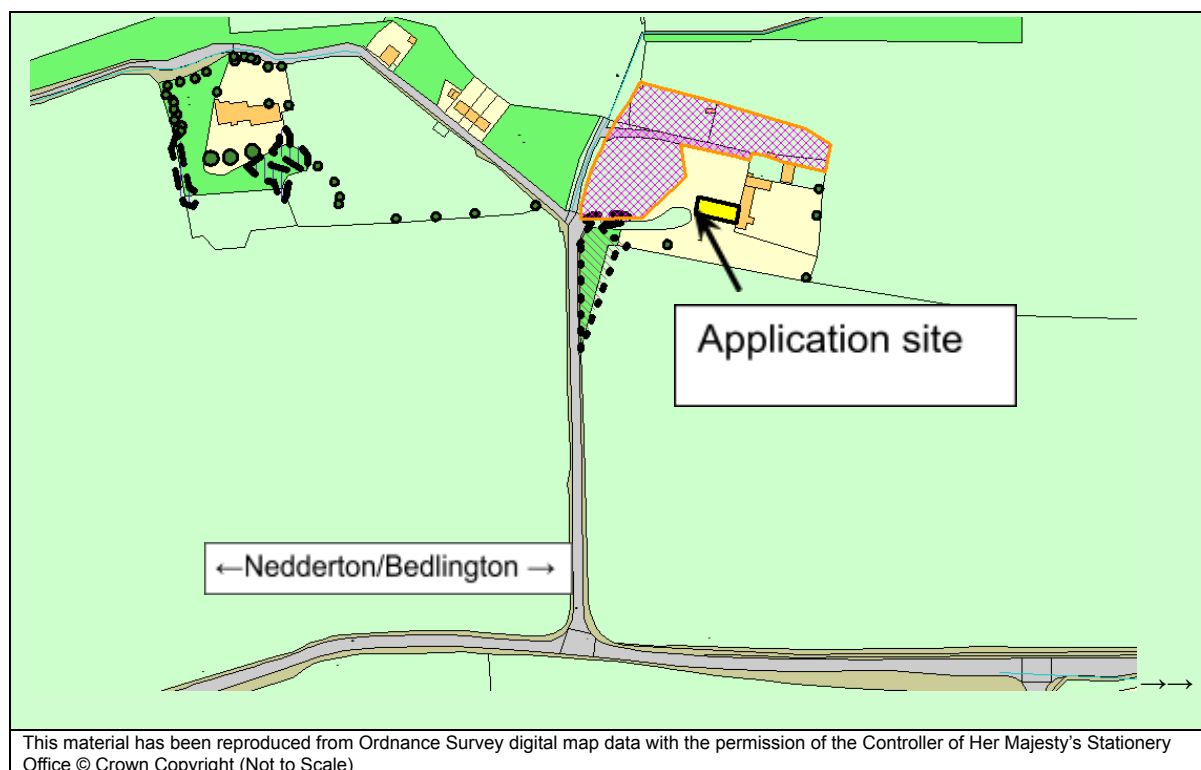 Application site
←Nedderton/Bedlington →
→→
This material has been reproduced from Ordnance Survey digital map data with the permission of the Controller of Her Majesty’s Stationery
Office © Crown Copyright (Not to Scale)